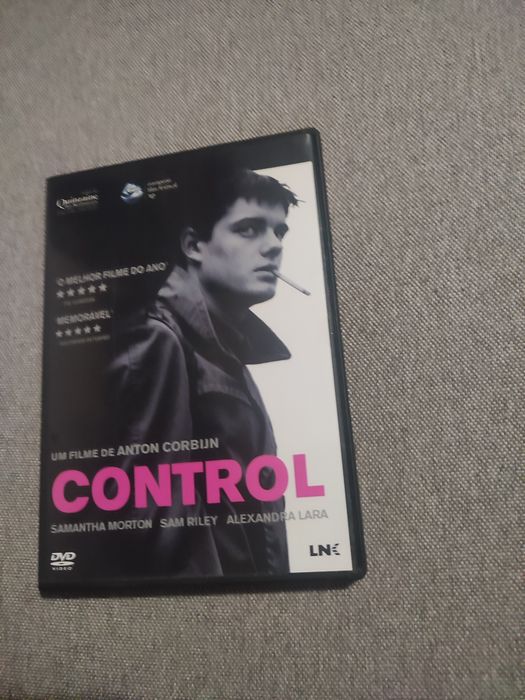 Quinzaine
'O MELHOR FILME DO ANO'
★★★★★
MEMORÁVEL'
★★★★★
UM FILME DE ANTON CORBIJN
CONTROL
SAMANTHA MORTON SAM RILEY ALEXANDRA LARA
DVD
VIDEO
LNK